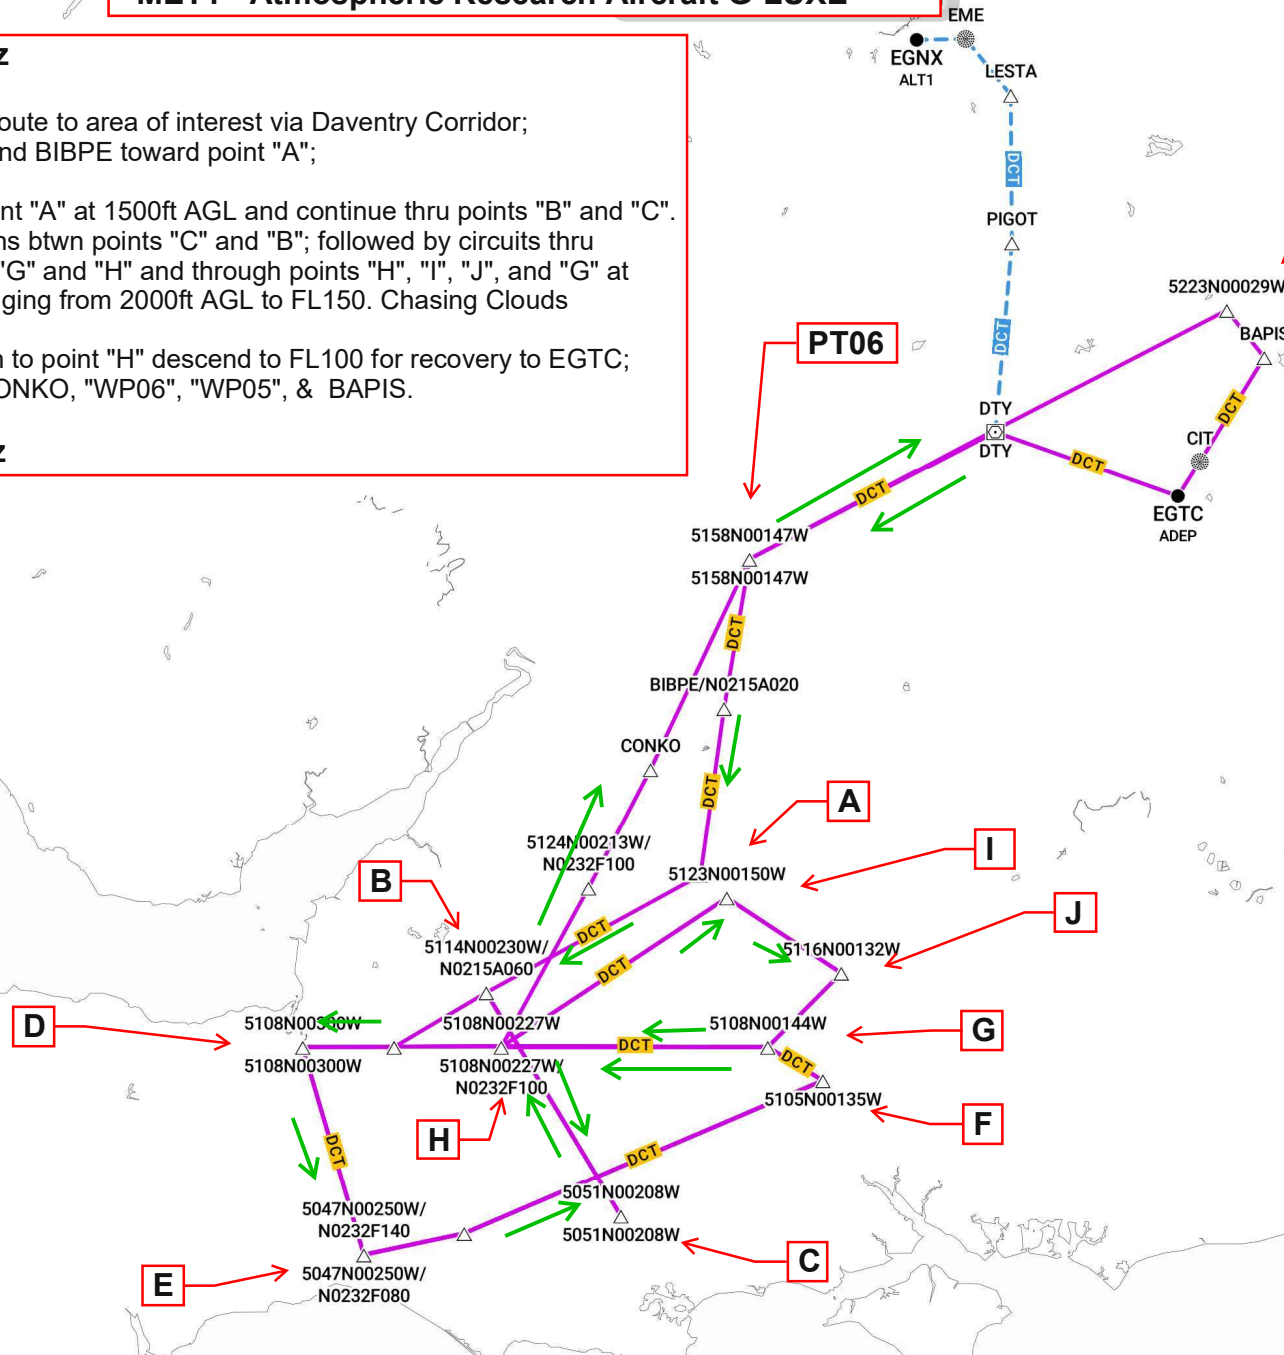 z
oute to area of interest via Daventry Corridor;
nd BIBPE toward point "A";
nt "A" at 1500ft AGL and continue thru points "B" and "C".
ns btwn points "C" and "B"; followed by circuits thru
"G" and "H" and through points "H", "I", "J", and "G" at
ging from 2000ft AGL to FL150. Chasing Clouds
n to point "H" descend to FL100 for recovery to EGTC;
ONKO, "WP06", "WP05", & BAPIS.
z
EME
EGNX
ALT1
LESTA
DCT
PIGOT
DCT
5223N00029W
BAPIS
PT06
DCT
DTY
DTY
CIT
DCT
DCT
EGTC
ADEP
5158N00147W
5158N00147W
DCT
BIBPE/N0215A020
CONKO
DCT
A
5124N00213W/
N0232F100
I
5123N00150W
B
J
DCT
5114N00230W/
N0215A060
5116N00132W
DCT
D
5108N00300W
5108N00227W
5108N00144W
G
DCT
5108N00300W
5108N00227W/
N0232F100
DCT
5105N00135W
F
H
DCT
DCT
5051N00208W
5047N00250W/
N0232F140
5051N00208W
C
E
5047N00250W/
N0232F080